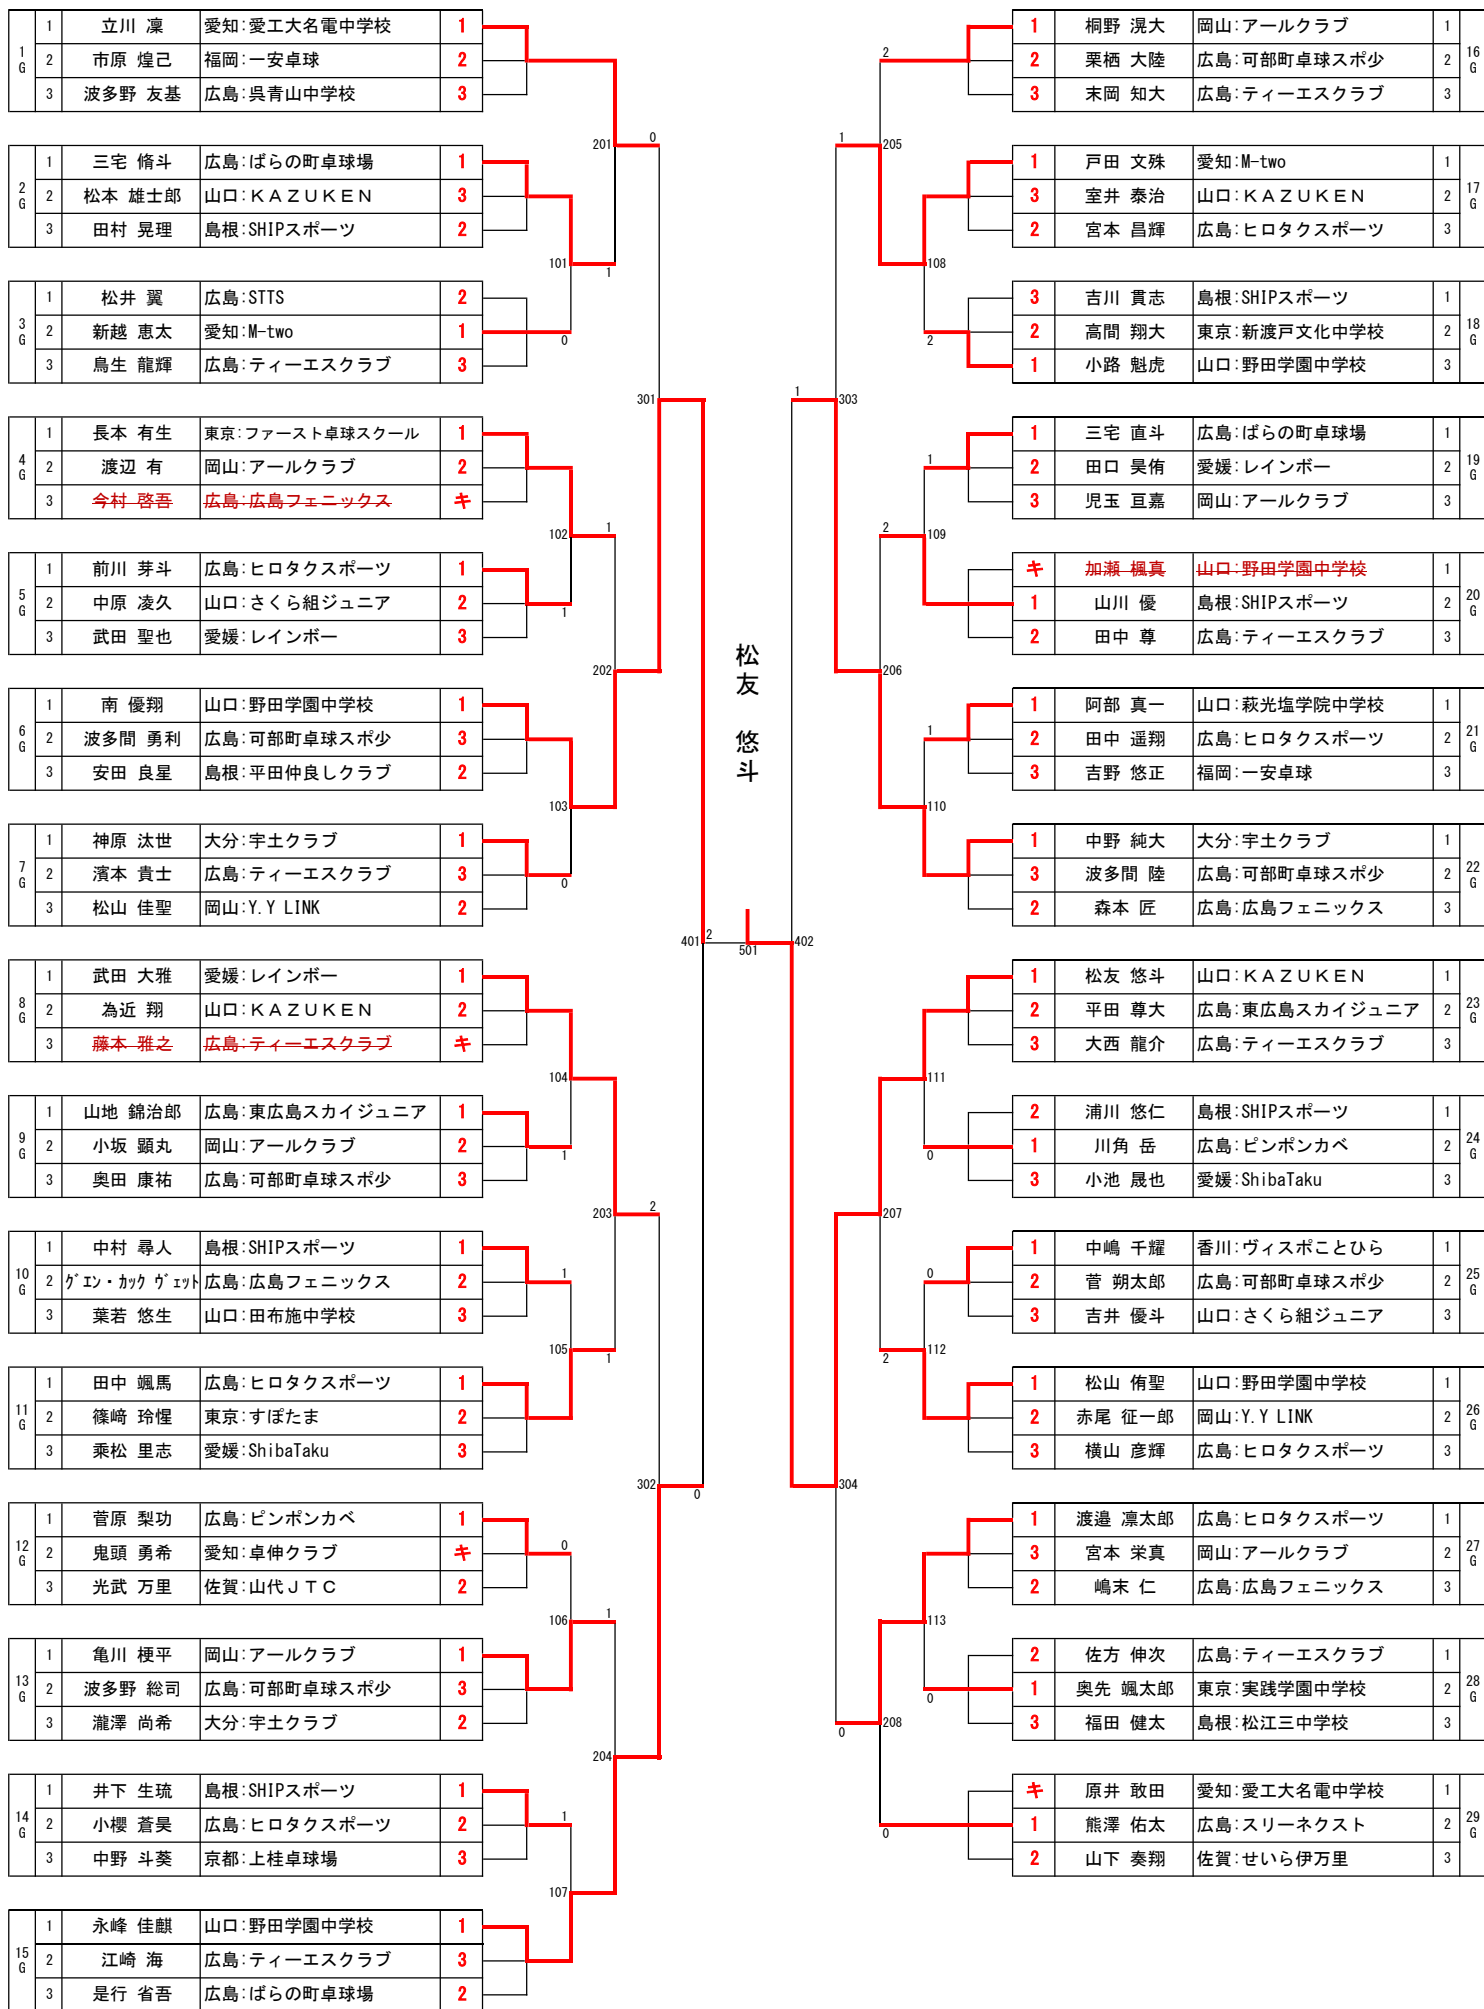 1G
1 立川 凜 愛知:愛工大名電中学校 1
2 市原 煌己 福岡:一安卓球 2
3 波多野 友基 広島:呉青山中学校 3
2G
1 三宅 脩斗 広島:ばらの町卓球場 1
2 松本 雄士郎 山口:ＫＡＺＵＫＥＮ 3
3 田村 晃理 島根:SHIPスポーツ 2
3G
1 松井 翼 広島:STTS 2
2 新越 恵太 愛知:M-two 1
3 鳥生 龍輝 広島:ティーエスクラブ 3
4G
1 長本 有生 東京:ファースト卓球スクール 1
2 渡辺 有 岡山:アールクラブ 2
3 今村 啓吾 広島:広島フェニックス キ
5G
1 前川 芽斗 広島:ヒロタクスポーツ 1
2 中原 凌久 山口:さくら組ジュニア 2
3 武田 聖也 愛媛:レインボー 3
6G
1 南 優翔 山口:野田学園中学校 1
2 波多間 勇利 広島:可部町卓球スポ少 3
3 安田 良星 島根:平田仲良しクラブ 2
7G
1 神原 汰世 大分:宇土クラブ 1
2 濱本 貴士 広島:ティーエスクラブ 3
3 松山 佳聖 岡山:Y.Y LINK 2
8G
1 武田 大雅 愛媛:レインボー 1
2 為近 翔 山口:ＫＡＺＵＫＥＮ 2
3 藤本 雅之 広島:ティーエスクラブ キ
9G
1 山地 錦治郎 広島:東広島スカイジュニア 1
2 小坂 顕丸 岡山:アールクラブ 2
3 奥田 康祐 広島:可部町卓球スポ少 3
10G
1 中村 尋人 島根:SHIPスポーツ 1
2 グエン・カック ヴェット 広島:広島フェニックス 2
3 葉若 悠生 山口:田布施中学校 3
11G
1 田中 颯馬 広島:ヒロタクスポーツ 1
2 篠﨑 玲惺 東京:すぽたま 2
3 乘松 里志 愛媛:ShibaTaku 3
12G
1 菅原 梨功 広島:ピンポンカベ 1
2 鬼頭 勇希 愛知:卓伸クラブ キ
3 光武 万里 佐賀:山代ＪＴＣ 2
13G
1 亀川 梗平 岡山:アールクラブ 1
2 波多野 総司 広島:可部町卓球スポ少 3
3 瀧澤 尚希 大分:宇土クラブ 2
14G
1 井下 生琉 島根:SHIPスポーツ 1
2 小櫻 蒼昊 広島:ヒロタクスポーツ 2
3 中野 斗葵 京都:上桂卓球場 3
15G
1 永峰 佳麒 山口:野田学園中学校 1
2 江崎 海 広島:ティーエスクラブ 3
3 是行 省吾 広島:ばらの町卓球場 2
201 0
101 1
0
301
102 1
1
202
103
0
401 2
104
1
203 2
1
105 1
302 0
0
106 1
204
1
107
松友 悠斗
501
2
1 205
108
2
1 303
1
2 109
206
1
110
402
111
0
207
0
2 112
304
113
0
0 208
0
1 桐野 滉大 岡山:アールクラブ 1
2 栗栖 大陸 広島:可部町卓球スポ少 2
3 末岡 知大 広島:ティーエスクラブ 3
16G
1 戸田 文殊 愛知:M-two 1
3 室井 泰治 山口:ＫＡＺＵＫＥＮ 2
2 宮本 昌輝 広島:ヒロタクスポーツ 3
17G
3 吉川 貫志 島根:SHIPスポーツ 1
2 高間 翔大 東京:新渡戸文化中学校 2
1 小路 魁虎 山口:野田学園中学校 3
18G
1 三宅 直斗 広島:ばらの町卓球場 1
2 田口 昊侑 愛媛:レインボー 2
3 児玉 亘嘉 岡山:アールクラブ 3
19G
キ 加瀬 楓真 山口:野田学園中学校 1
1 山川 優 島根:SHIPスポーツ 2
2 田中 尊 広島:ティーエスクラブ 3
20G
1 阿部 真一 山口:萩光塩学院中学校 1
2 田中 遥翔 広島:ヒロタクスポーツ 2
3 吉野 悠正 福岡:一安卓球 3
21G
1 中野 純大 大分:宇土クラブ 1
3 波多間 陸 広島:可部町卓球スポ少 2
2 森本 匠 広島:広島フェニックス 3
22G
1 松友 悠斗 山口:ＫＡＺＵＫＥＮ 1
2 平田 尊大 広島:東広島スカイジュニア 2
3 大西 龍介 広島:ティーエスクラブ 3
23G
2 浦川 悠仁 島根:SHIPスポーツ 1
1 川角 岳 広島:ピンポンカベ 2
3 小池 晟也 愛媛:ShibaTaku 3
24G
1 中嶋 千耀 香川:ヴィスポことひら 1
2 菅 朔太郎 広島:可部町卓球スポ少 2
3 吉井 優斗 山口:さくら組ジュニア 3
25G
1 松山 侑聖 山口:野田学園中学校 1
2 赤尾 征一郎 岡山:Y.Y LINK 2
3 横山 彦輝 広島:ヒロタクスポーツ 3
26G
1 渡邉 凛太郎 広島:ヒロタクスポーツ 1
3 宮本 栄真 岡山:アールクラブ 2
2 嶋末 仁 広島:広島フェニックス 3
27G
2 佐方 伸次 広島:ティーエスクラブ 1
1 奥先 颯太郎 東京:実践学園中学校 2
3 福田 健太 島根:松江三中学校 3
28G
キ 原井 敢田 愛知:愛工大名電中学校 1
1 熊澤 佑太 広島:スリーネクスト 2
2 山下 奏翔 佐賀:せいら伊万里 3
29G